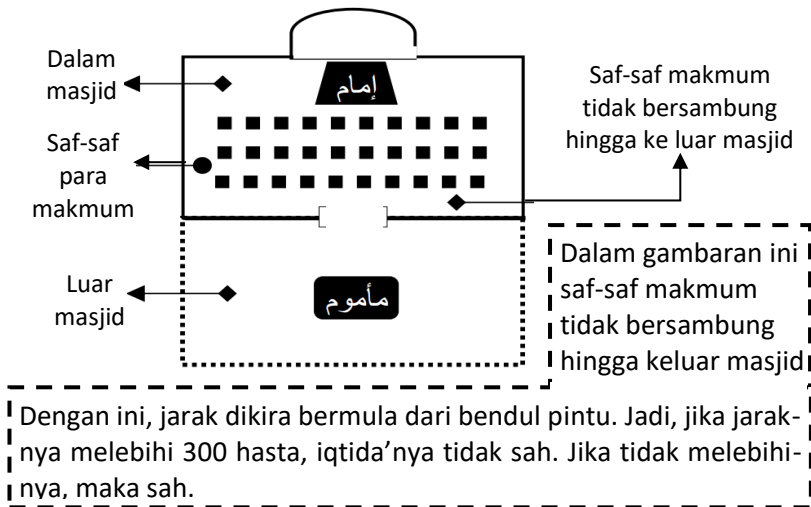 Dalam
masjid
إمام
Saf-saf makmum
tidak bersambung
hingga ke luar masjid
Saf-saf
para
makmum
Luar
masjid
مأموم
Dalam gambaran ini
saf-saf makmum
tidak bersambung
hingga keluar masjid
Dengan ini, jarak dikira bermula dari bendul pintu. Jadi, jika jarak-
nya melebihi 300 hasta, iqtida’nya tidak sah. Jika tidak melebihi-
nya, maka sah.